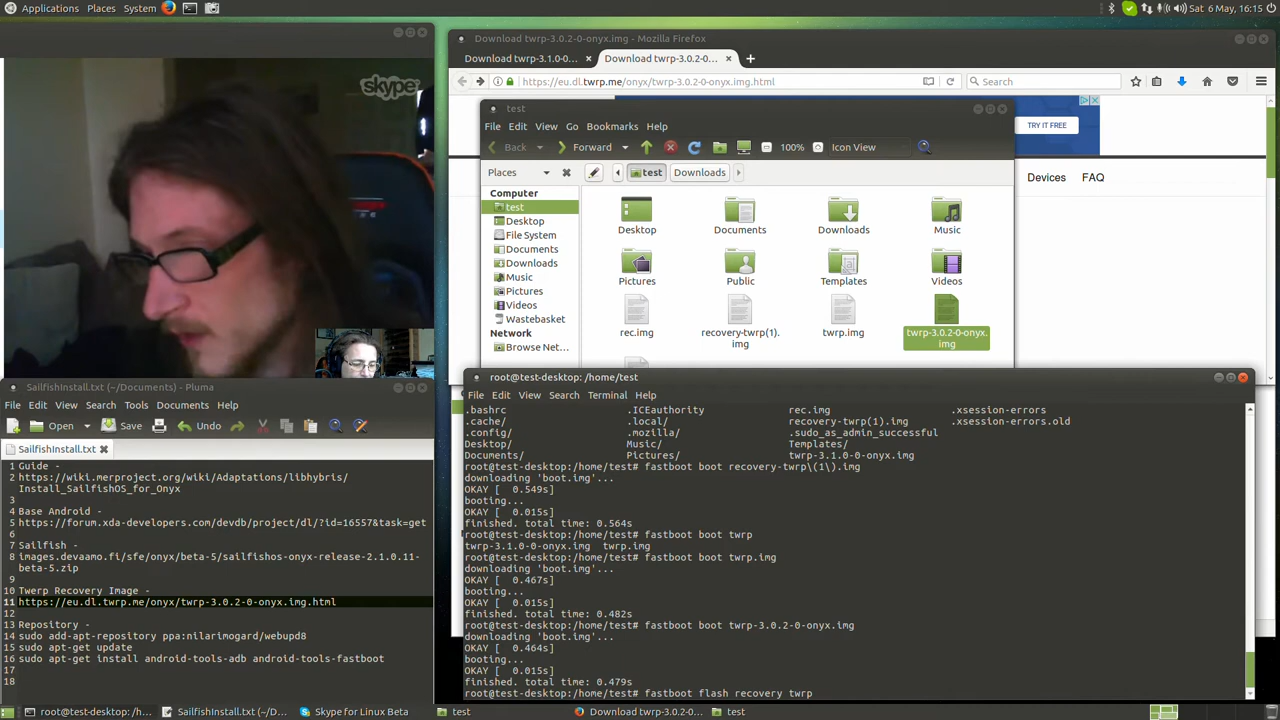 Applications Places System
Sat 6 May, 16:15
skype
Download twrp-3.0.2-0-onyx.img - Mozilla Firefox
Download twrp-3.1.0-0-o...
Download twrp-3.0.2-0-o...
https://eu.dl.twrp.me/onyx/twrp-3.0.2-0-onyx.img.html
Search
TRY IT FREE
Devices FAQ
test
File Edit View Go Bookmarks Help
Back Forward 100% Icon View
Places test Downloads
Computer
test
Desktop
File System
Documents
Downloads
Music
Pictures
Videos
Wastebasket
Network
Browse Net...
Desktop Documents Downloads Music
Pictures Public Templates Videos
rec.img recovery-twrp(1).img twrp.img twrp-3.0.2-0-onyx.img
SailfishInstall.txt (~/Documents) - Pluma
File Edit View Search Tools Documents Help
Open Save Undo
SailfishInstall.txt
1 Guide -
2 https://wiki.merproject.org/wiki/Adaptations/libhybris/
Install_SailfishOS_for_Onyx
3
4 Base Android -
5 https://forum.xda-developers.com/devdb/project/dl/?id=16557&task=get
6
7 Sailfish -
8 images.devaamo.fi/sfe/onyx/beta-5/sailfishos-onyx-release-2.1.0.11-
beta-5.zip
9
10 Twerp Recovery Image -
11 https://eu.dl.twrp.me/onyx/twrp-3.0.2-0-onyx.img.html
12
13 Repository -
14 sudo add-apt-repository ppa:nilarimogard/webupd8
15 sudo apt-get update
16 sudo apt-get install android-tools-adb android-tools-fastboot
17
18
root@test-desktop: /home/test
File Edit View Search Terminal Help
.bashrc .ICEauthority rec.img .xsession-errors
.cache/ .local/ recovery-twrp(1).img .xsession-errors.old
.config/ .mozilla/ .sudo_as_admin_successful
Desktop/ Music/ Templates/
Documents/ Pictures/ twrp-3.1.0-0-onyx.img
root@test-desktop:/home/test# fastboot boot recovery-twrp\(1\).img
downloading 'boot.img'...
OKAY [ 0.549s]
booting...
OKAY [ 0.015s]
finished. total time: 0.564s
root@test-desktop:/home/test# fastboot boot twrp
twrp-3.1.0-0-onyx.img twrp.img
root@test-desktop:/home/test# fastboot boot twrp.img
downloading 'boot.img'...
OKAY [ 0.467s]
booting...
OKAY [ 0.015s]
finished. total time: 0.482s
root@test-desktop:/home/test# fastboot boot twrp-3.0.2-0-onyx.img
downloading 'boot.img'...
OKAY [ 0.464s]
booting...
OKAY [ 0.015s]
finished. total time: 0.479s
root@test-desktop:/home/test# fastboot flash recovery twrp
root@test-desktop: /h...
SailfishInstall.txt (~/D...
Skype for Linux Beta
test
Download twrp-3.0.2-0...
test